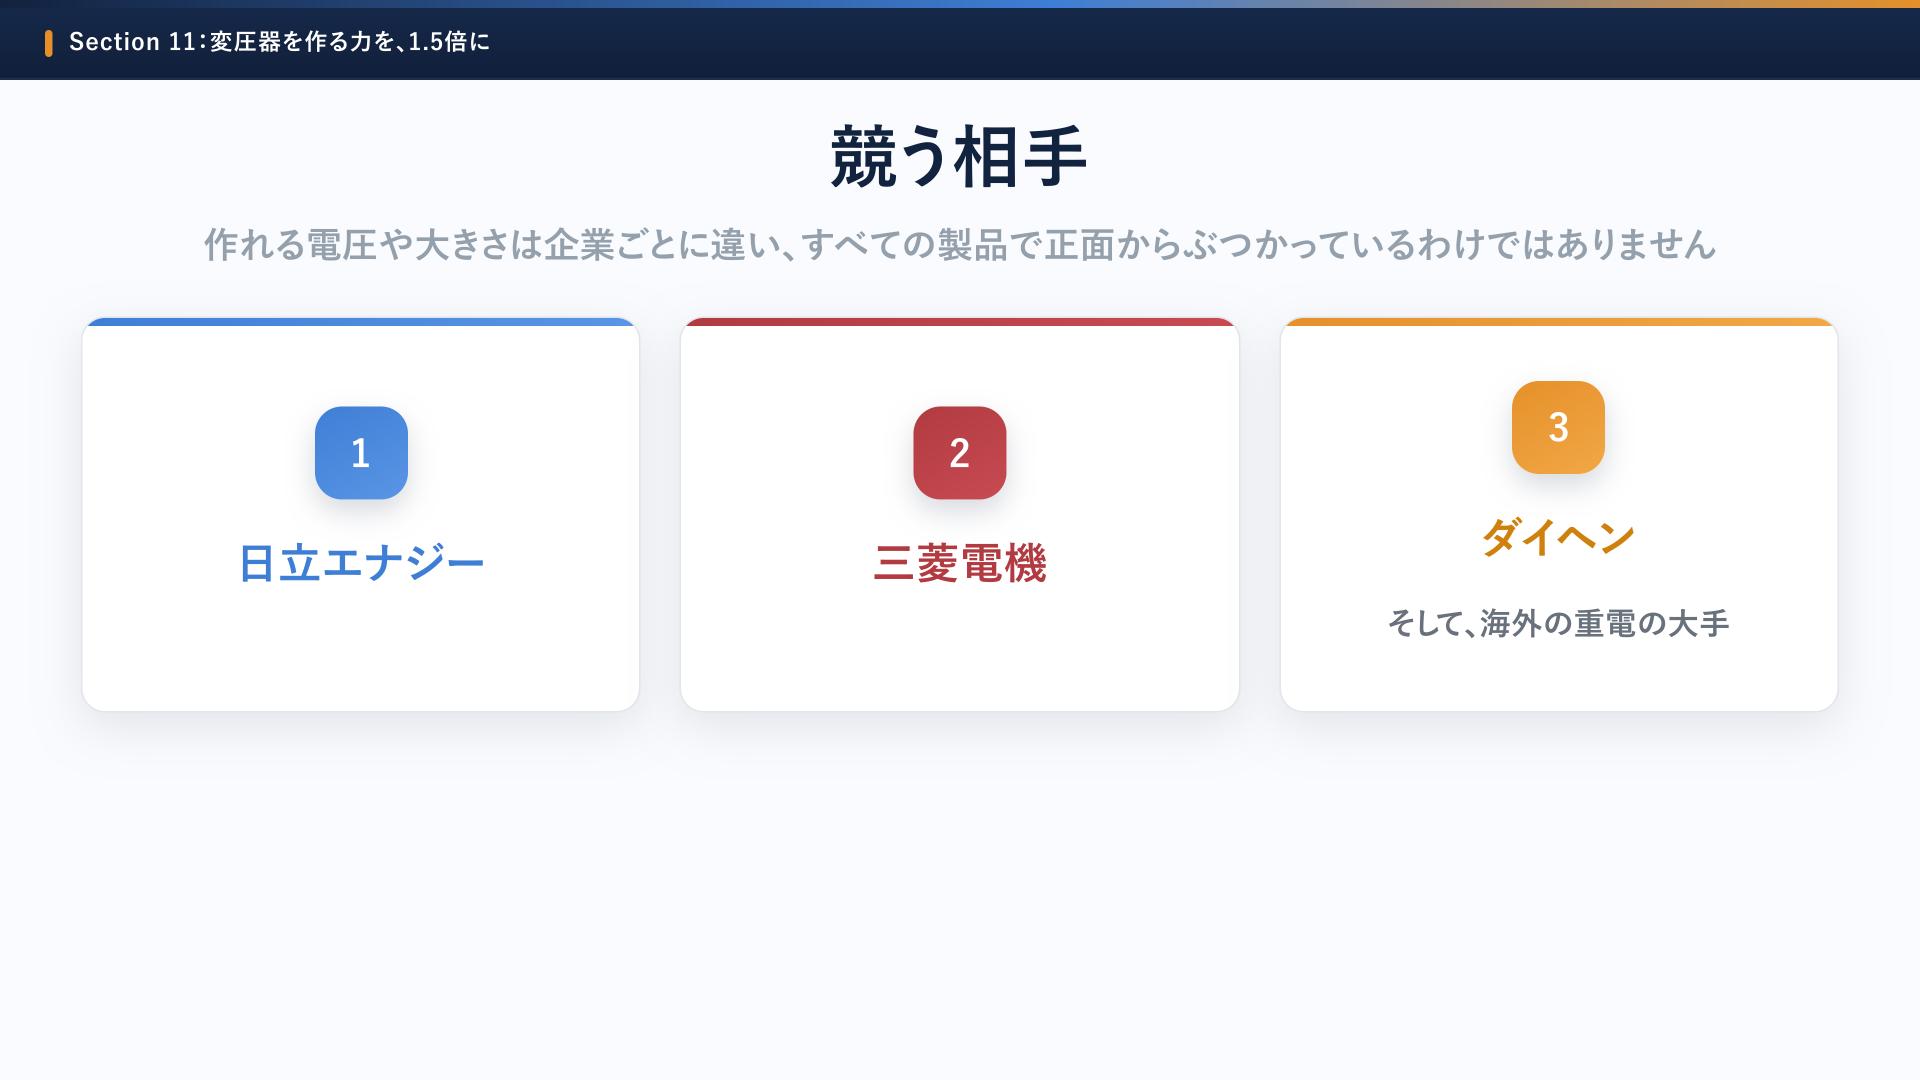 Section 11：変圧器を作る力を、1.5倍に
競う相手
作れる電圧や大きさは企業ごとに違い、すべての製品で正面からぶつかっているわけではありません
1
日立エナジー
2
三菱電機
3
ダイヘン
そして、海外の重電の大手